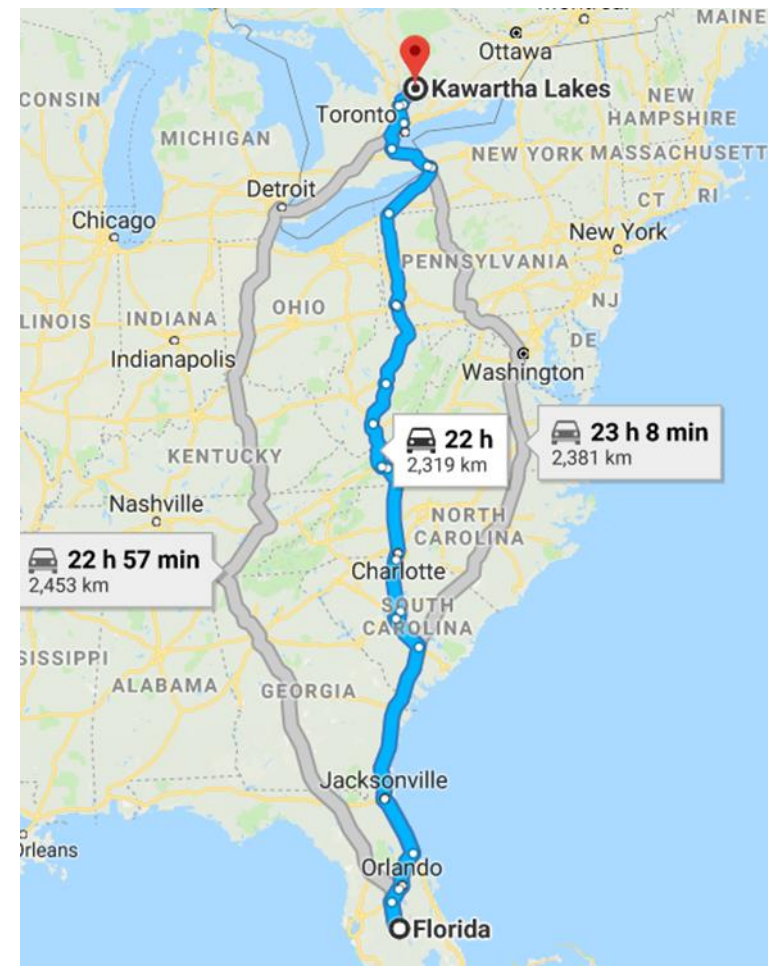 MAINE
Ottawa
Kawartha Lakes
CONSIN
Toronto
NEW
HAMPSHIRE
MICHIGAN
NEW YORK
MASSACHUSETT
Detroit
CT
RI
Chicago
New York
PENNSYLVANIA
OHIO
NJ
LINOIS
INDIANA
DE
Indianapolis
Washington
22 h
2,319 km
23 h 8 min
2,381 km
KENTUCKY
Nashville
NORTH
CAROLINA
22 h 57 min
2,453 km
Charlotte
SOUTH
CAROLINA
SISSIPPI
ALABAMA
GEORGIA
Jacksonville
Orleans
Orlando
Florida